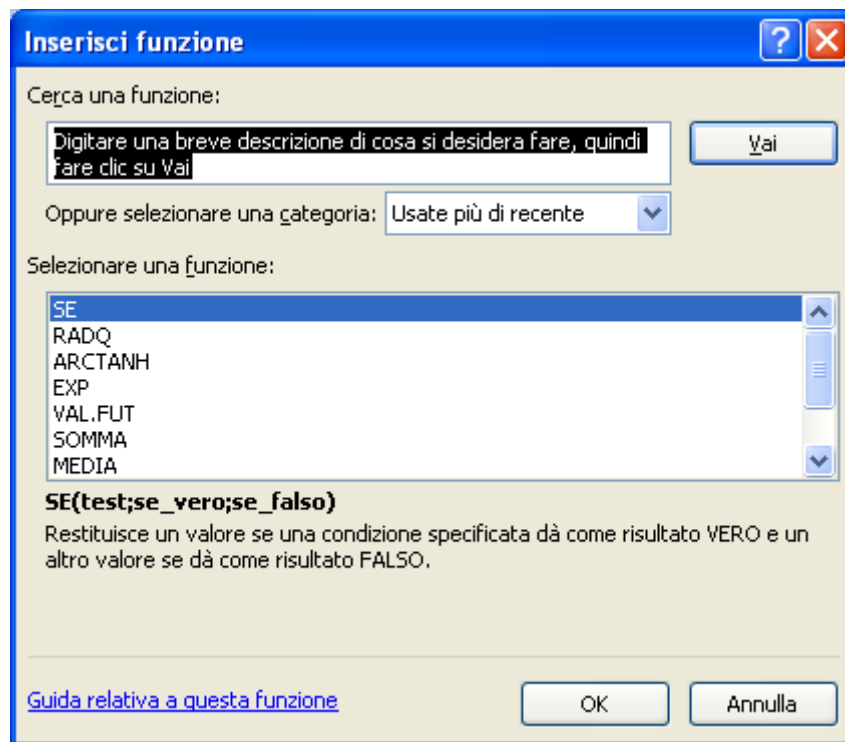 Inserisci funzione
Cerca una funzione:
Digitare una breve descrizione di cosa si desidera fare, quindi
fare clic su Vai
Vai
Oppure selezionare una categoria: Usate più di recente
Selezionare una funzione:
SE
RADQ
ARCTANH
EXP
VAL.FUT
SOMMA
MEDIA
SE(test;se_vero;se_falso)
Restituisce un valore se una condizione specificata dà come risultato VERO e un
altro valore se dà come risultato FALSO.
Guida relativa a questa funzione
OK
Annulla